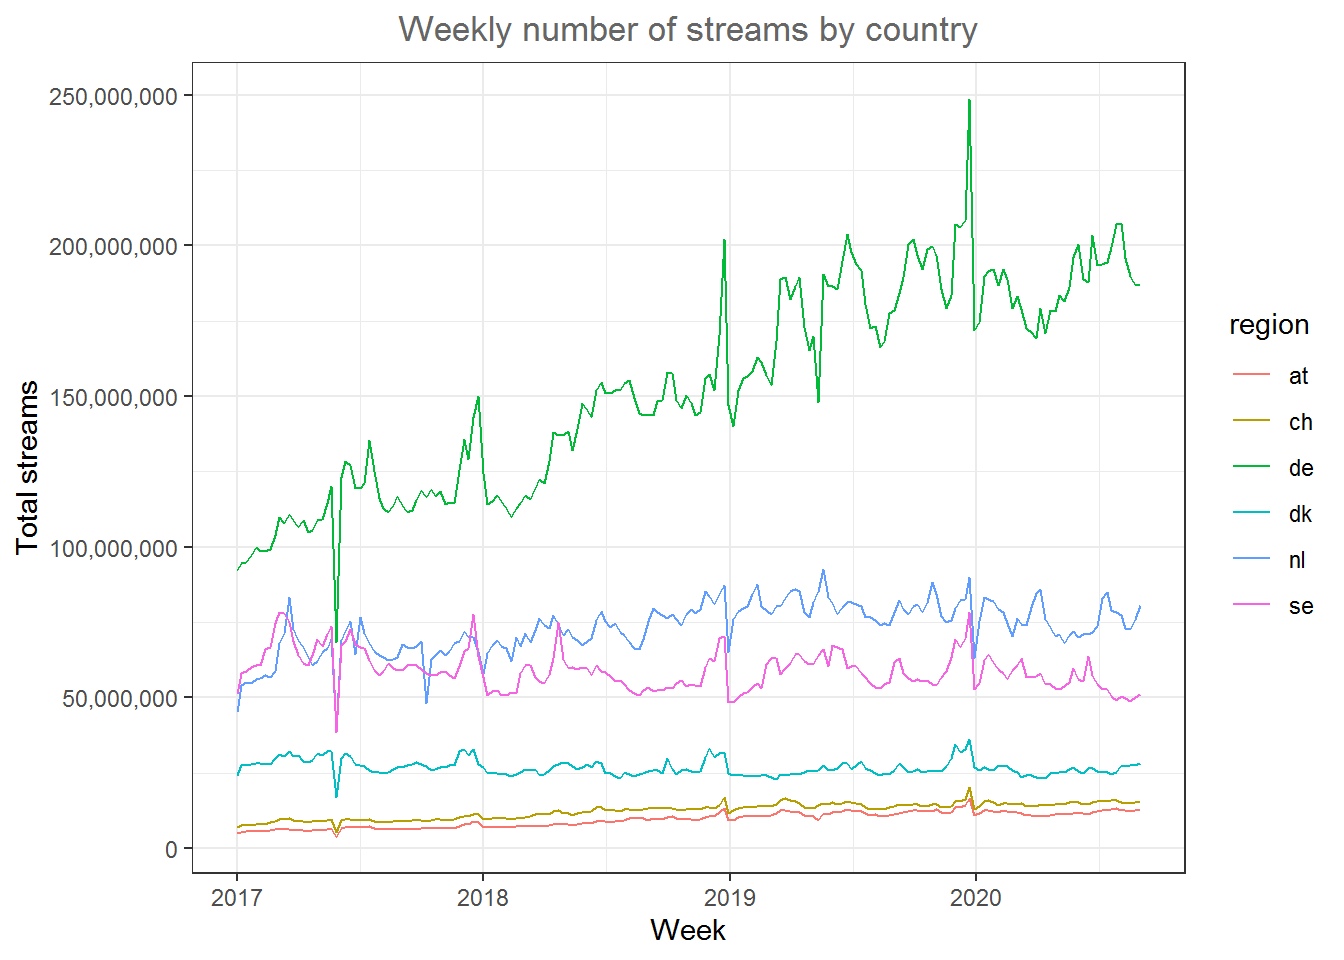 Weekly number of streams by country
250,000,000
200,000,000
150,000,000
100,000,000
50,000,000
0
Total streams
2017
2018
2019
2020
Week
region
at
ch
de
dk
nl
se